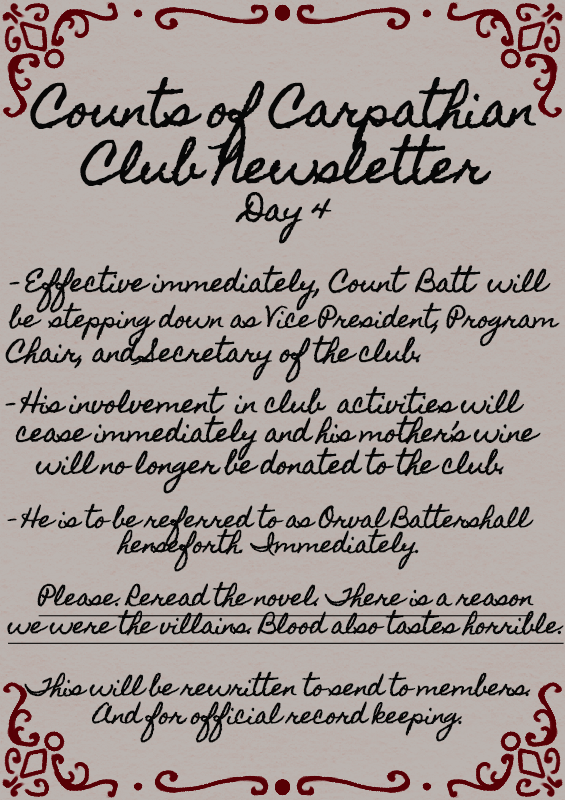 Counts of Carpathian
Club Newsletter
Day 4
- Effective immediately, Count Batt will
be stepping down as Vice President, Program
Chair, and Secretary of the club.
- His involvement in club activities will
cease immediately and his mother's wine
will no longer be donated to the club.
- He is to be referred to as Orval Battershall
henseforth. Immediately.
Please. Reread the novel. There is a reason
we were the villains. Blood also tastes horrible.
This will be rewritten to send to members.
And for official record keeping.